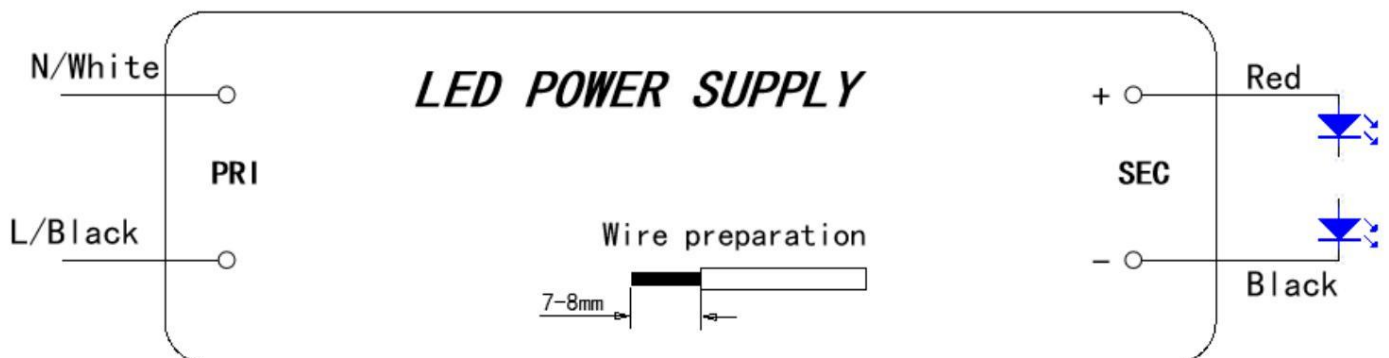 N/White
LED POWER SUPPLY
+
Red
PRI
SEC
L/Black
Wire preparation
-
7-8mm
Black